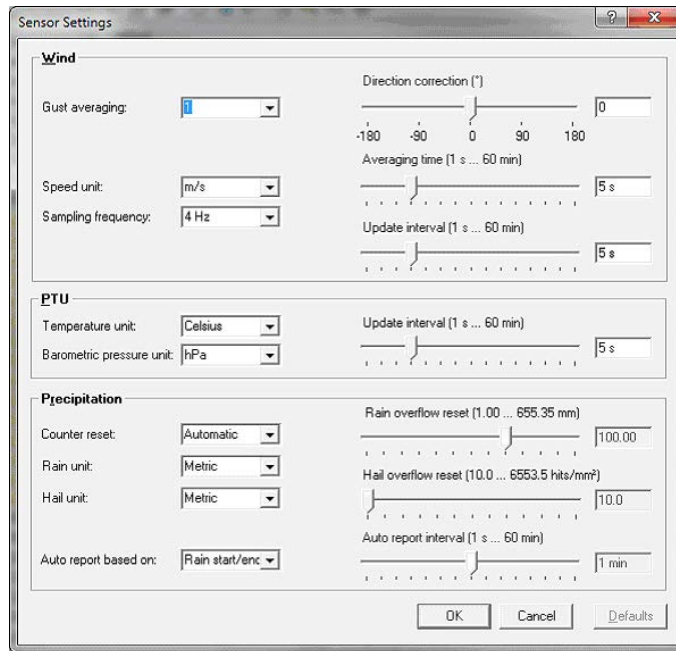 Sensor Settings
Wind
Direction correction (°)
Gust averaging: 1 0
-180 -90 0 90 180
Averaging time (1 s ... 60 min)
Speed unit: m/s 5 s
Sampling frequency: 4 Hz
Update interval (1 s ... 60 min)
5 s
PTU
Temperature unit: Celsius Update interval (1 s ... 60 min)
Barometric pressure unit: hPa 5 s
Precipitation
Rain overflow reset (1.00 ... 655.35 mm)
Counter reset: Automatic 100.00
Rain unit: Metric
Hail overflow reset (10.0 ... 6553.5 hits/mm²)
Hail unit: Metric 10.0
Auto report interval (1 s ... 60 min)
Auto report based on: Rain start/enc 1 min
OK Cancel Defaults